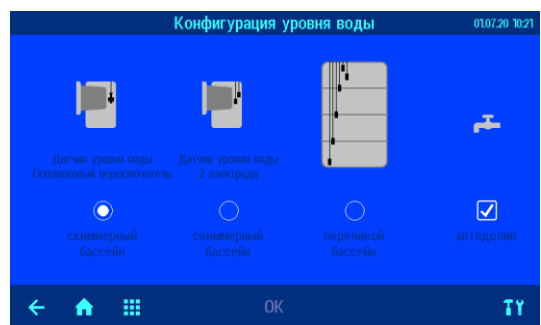 Конфигурация уровня воды
01.07.20 10:21
Датчик уровня воды
Поплавковый переключатель
Датчик уровня воды
2 электрода
скиммерный
бассейн
скиммерный
бассейн
переливой
бассейн
автодолив
OK